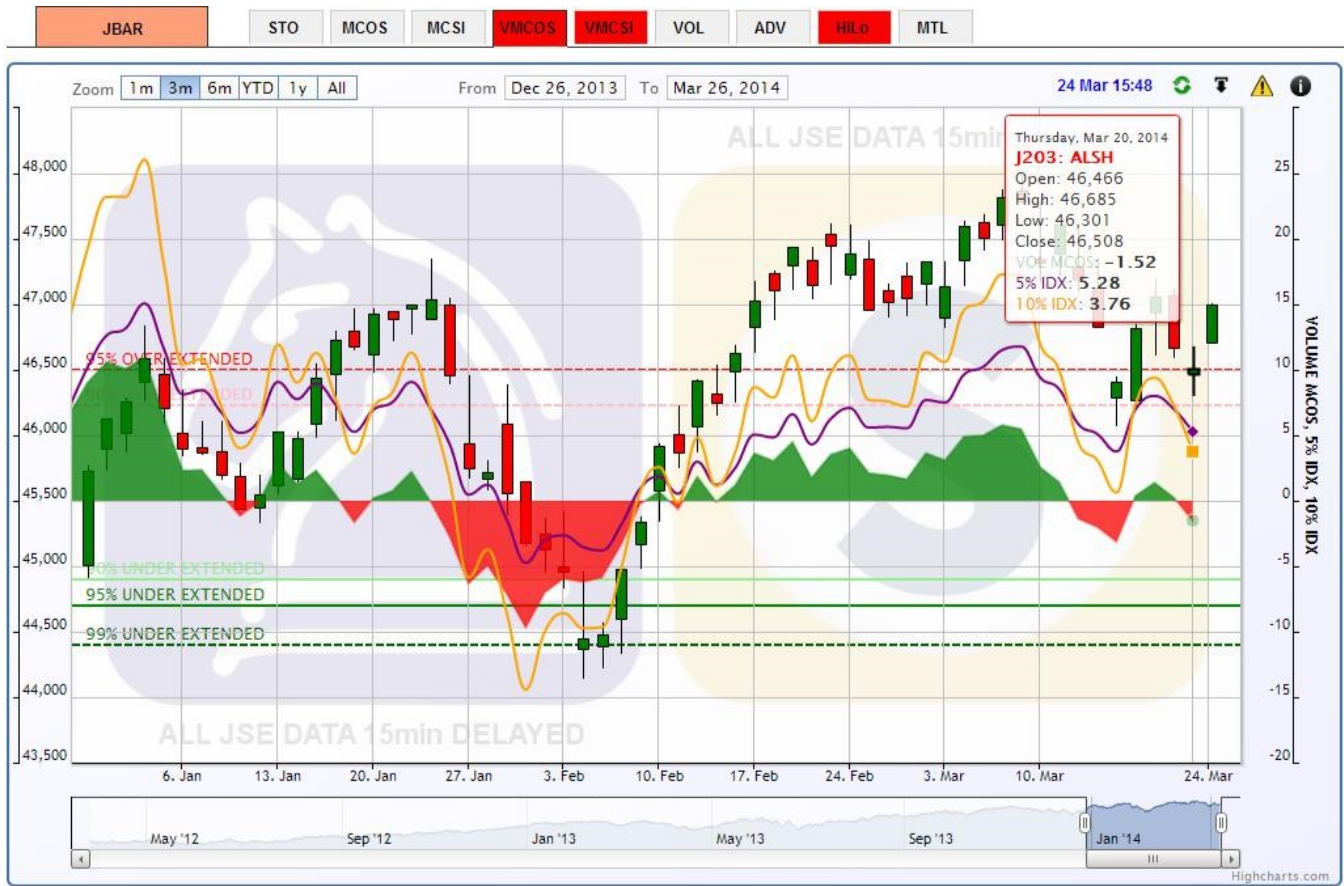 JBAR STO MCOS MCSI VMCOS VMCSI VOL ADV HiLo MTL
Zoom 1m 3m 6m YTD 1y All From Dec 26, 2013 To Mar 26, 2014 24 Mar 15:48
ALL JSE DATA 15min
Thursday, Mar 20, 2014
J203: ALSH
Open: 46,466
High: 46,685
Low: 46,301
Close: 46,508
VOL MCOS: -1.52
5% IDX: 5.28
10% IDX: 3.76
48,000
47,500
47,000
46,500
46,000
45,500
45,000
44,500
44,000
43,500
95% OVER EXTENDED
90% UNDER EXTENDED
95% UNDER EXTENDED
99% UNDER EXTENDED
25
20
15
10
5
0
-5
-10
-15
-20
VOLUME MCOS, 5% IDX, 10% IDX
ALL JSE DATA 15min DELAYED
6. Jan 13. Jan 20. Jan 27. Jan 3. Feb 10. Feb 17. Feb 24. Feb 3. Mar 10. Mar 24. Mar
May '12 Sep '12 Jan '13 May '13 Sep '13 Jan '14
Highcharts.com